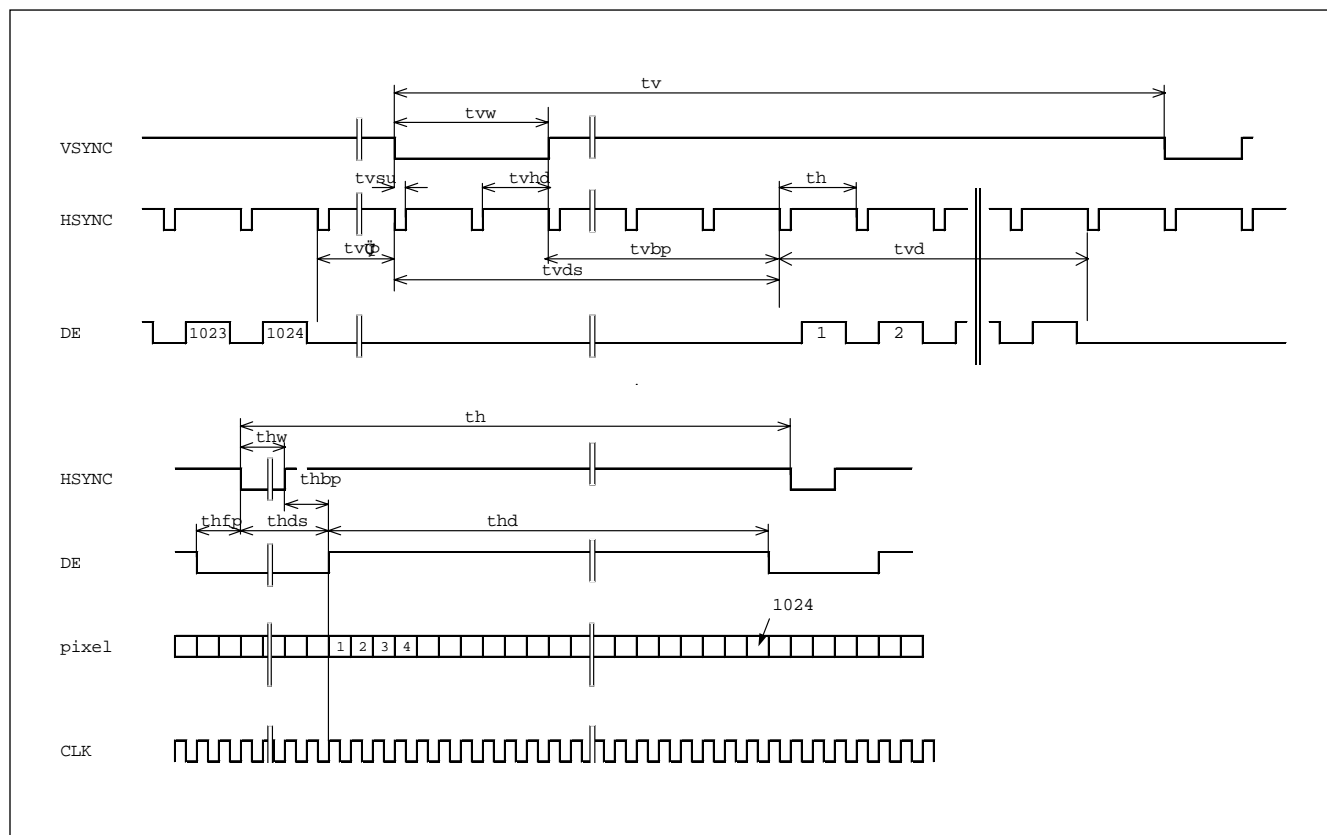 tv
tvw
VSYNC
tvsu
tvhd
th
HSYNC
tvbp
tvd
tvds
DE
1023
1024
1
2
th
thw
HSYNC
thbp
thfp
thds
thd
DE
1024
pixel
1
2
3
4
CLK